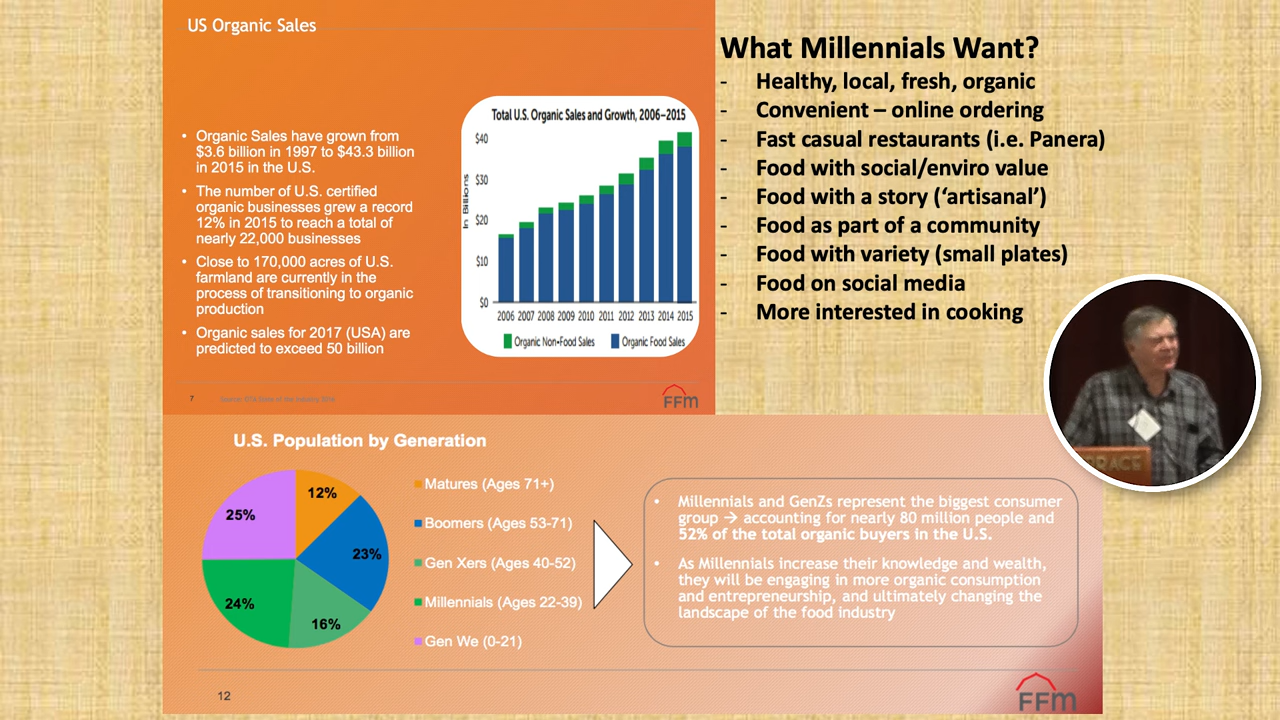 US Organic Sales
• Organic Sales have grown from
$3.6 billion in 1997 to $43.3 billion
in 2015 in the U.S.
• The number of U.S. certified
organic businesses grew a record
12% in 2015 to reach a total of
nearly 22,000 businesses
• Close to 170,000 acres of U.S.
farmland are currently in the
process of transitioning to organic
production
• Organic sales for 2017 (USA) are
predicted to exceed 50 billion
Total U.S. Organic Sales and Growth, 2006–2015
In Billions
$40
$30
$20
$10
$0
2006 2007 2008 2009 2010 2011 2012 2013 2014 2015
Organic Non-Food Sales Organic Food Sales
7
FFm
What Millennials Want?
- Healthy, local, fresh, organic
- Convenient – online ordering
- Fast casual restaurants (i.e. Panera)
- Food with social/enviro value
- Food with a story (‘artisanal’)
- Food as part of a community
- Food with variety (small plates)
- Food on social media
- More interested in cooking
U.S. Population by Generation
12%
23%
16%
24%
25%
Matures (Ages 71+)
Boomers (Ages 53-71)
Gen Xers (Ages 40-52)
Millennials (Ages 22-39)
Gen We (0-21)
• Millennials and GenZs represent the biggest consumer
group → accounting for nearly 80 million people and
52% of the total organic buyers in the U.S.
• As Millennials increase their knowledge and wealth,
they will be engaging in more organic consumption
and entrepreneurship, and ultimately changing the
landscape of the food industry
12
FFm